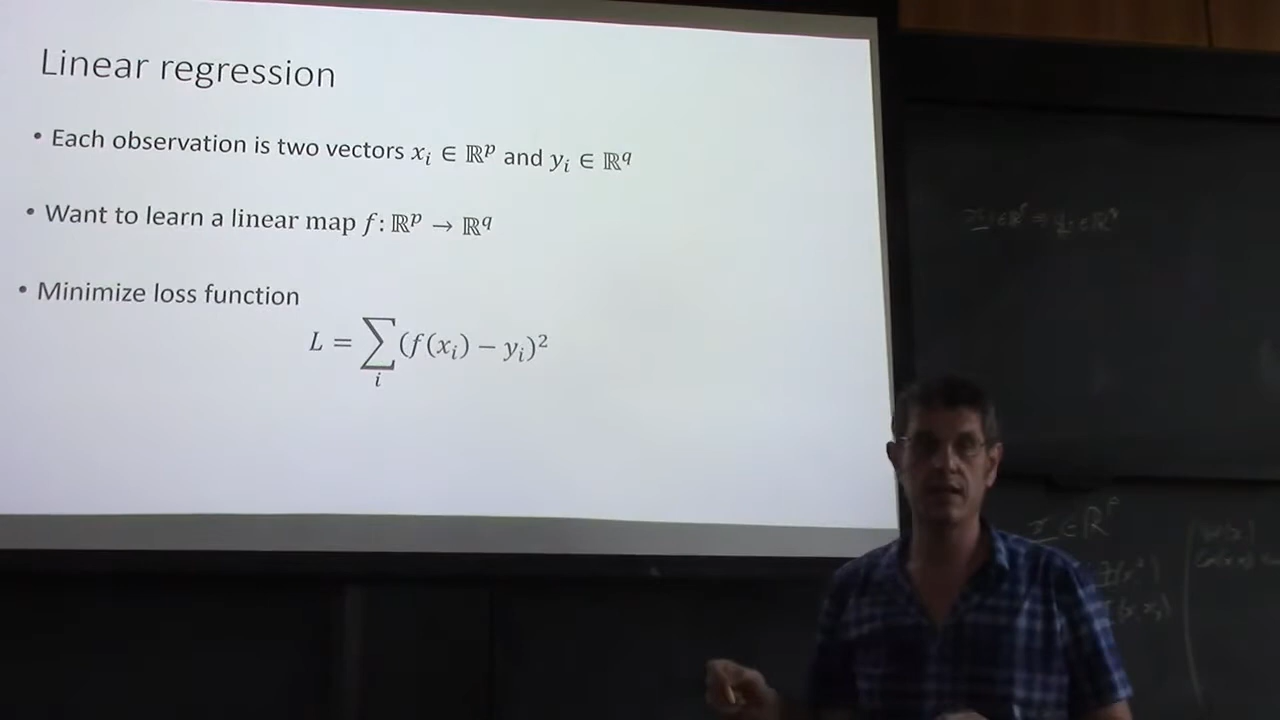 Linear regression
• Each observation is two vectors xᵢ ∈ ℝᵖ and yᵢ ∈ ℝ^q
• Want to learn a linear map f: ℝᵖ → ℝ^q
• Minimize loss function
L = ∑ᵢ (f(xᵢ) − yᵢ)²
x ∈ ℝᵖ